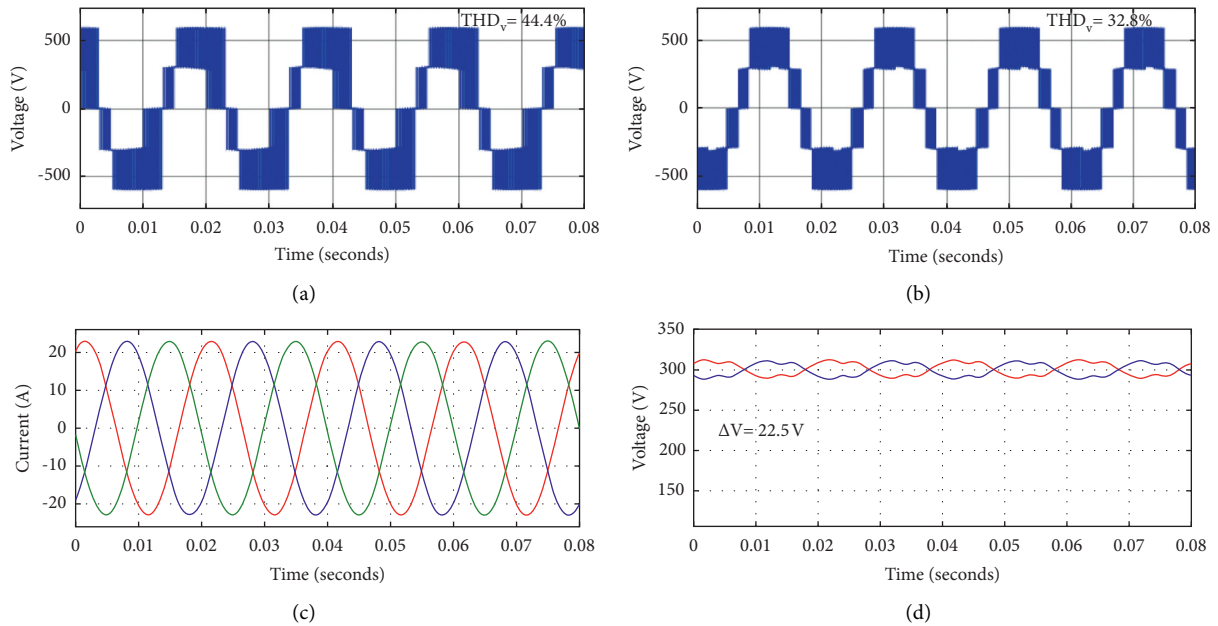 THDv= 44.4%
500
0
-500
Voltage (V)
0 0.01 0.02 0.03 0.04 0.05 0.06 0.07 0.08
Time (seconds)
(a)
THDv= 32.8%
500
0
-500
Voltage (V)
0 0.01 0.02 0.03 0.04 0.05 0.06 0.07 0.08
Time (seconds)
(b)
20
10
0
-10
-20
Current (A)
0 0.01 0.02 0.03 0.04 0.05 0.06 0.07 0.08
Time (seconds)
(c)
350
300
250
200
150
Voltage (V)
ΔV= 22.5 V
0 0.01 0.02 0.03 0.04 0.05 0.06 0.07 0.08
Time (seconds)
(d)